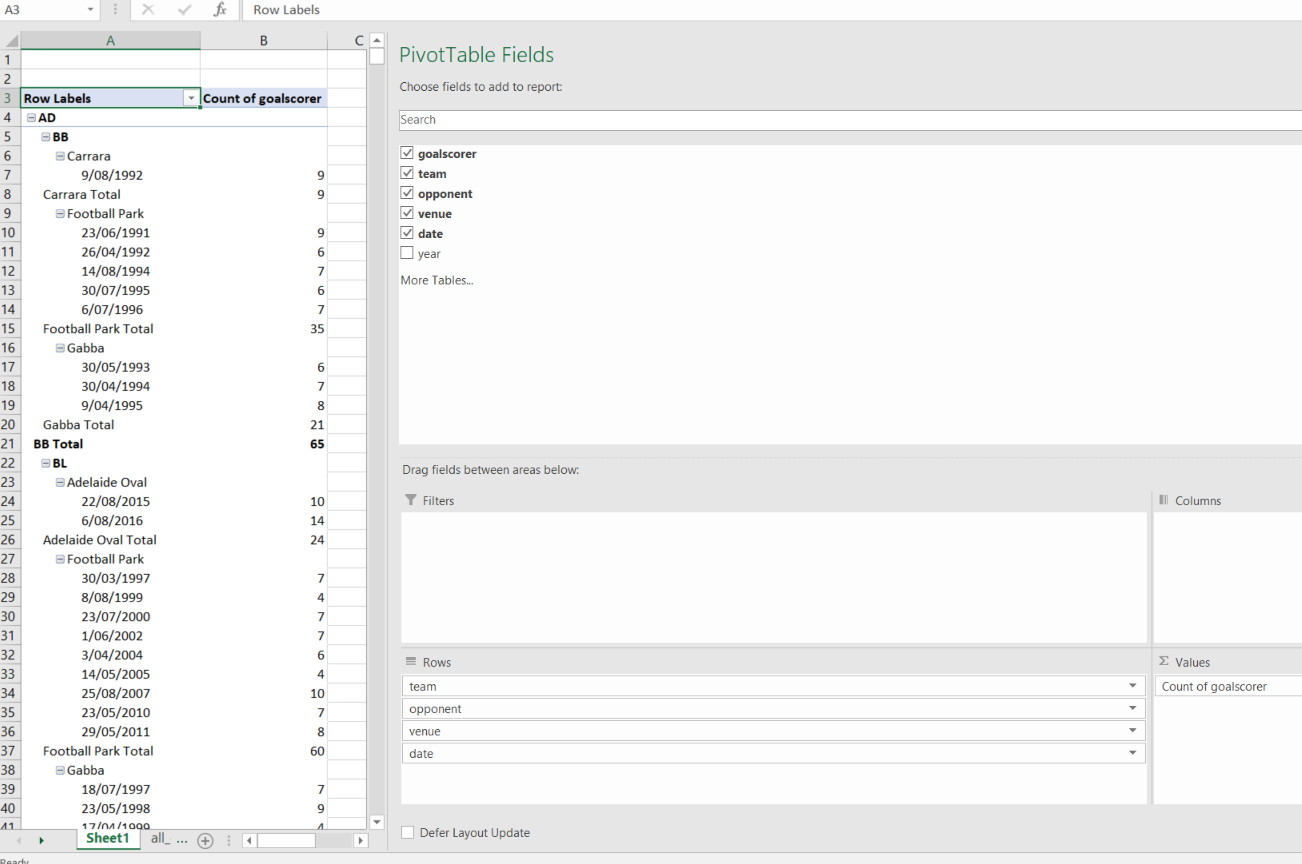 A3 fx Row Labels
A B C
1
2
3 Row Labels Count of goalscorer
4 AD
5 BB
6 Carrara
7 9/08/1992 9
8 Carrara Total 9
9 Football Park
10 23/06/1991 9
11 26/04/1992 6
12 14/08/1994 7
13 30/07/1995 6
14 6/07/1996 7
15 Football Park Total 35
16 Gabba
17 30/05/1993 6
18 30/04/1994 7
19 9/04/1995 8
20 Gabba Total 21
21 BB Total 65
22 BL
23 Adelaide Oval
24 22/08/2015 10
25 6/08/2016 14
26 Adelaide Oval Total 24
27 Football Park
28 30/03/1997 7
29 8/08/1999 4
30 23/07/2000 7
31 1/06/2002 7
32 3/04/2004 6
33 14/05/2005 4
34 25/08/2007 10
35 23/05/2010 7
36 29/05/2011 8
37 Football Park Total 60
38 Gabba
39 18/07/1997 7
40 23/05/1998 9
41 17/04/1999 4
Sheet1 all_ ...
Ready
PivotTable Fields
Choose fields to add to report:
Search
goalscorer
team
opponent
venue
date
year
More Tables...
Drag fields between areas below:
Filters
Columns
Rows
team
opponent
venue
date
Σ Values
Count of goalscorer
Defer Layout Update